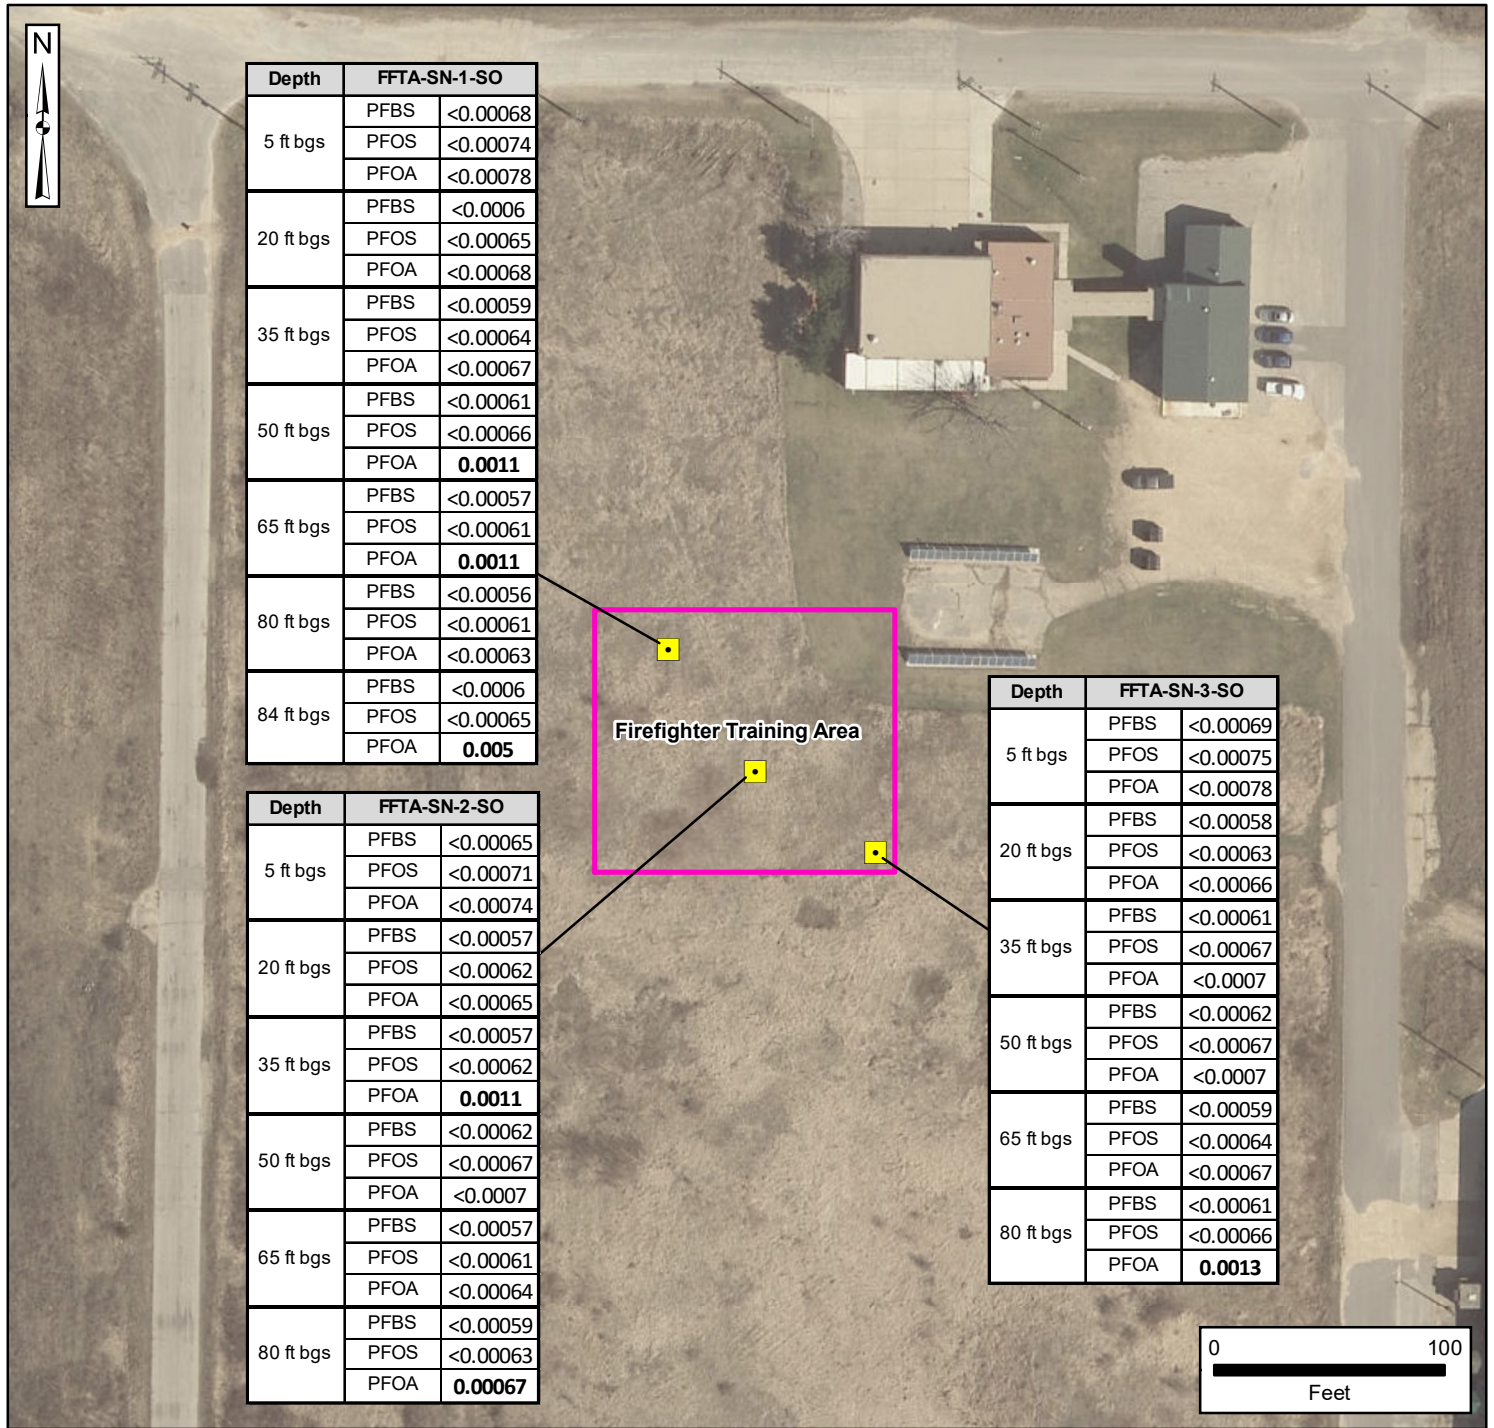 N
Depth FFTA-SN-1-SO
5 ft bgs
PFBS <0.00068
PFOS <0.00074
PFOA <0.00078
20 ft bgs
PFBS <0.0006
PFOS <0.00065
PFOA <0.00068
35 ft bgs
PFBS <0.00059
PFOS <0.00064
PFOA <0.00067
50 ft bgs
PFBS <0.00061
PFOS <0.00066
PFOA 0.0011
65 ft bgs
PFBS <0.00057
PFOS <0.00061
PFOA 0.0011
80 ft bgs
PFBS <0.00056
PFOS <0.00061
PFOA <0.00063
84 ft bgs
PFBS <0.0006
PFOS <0.00065
PFOA 0.005
Firefighter Training Area
Depth FFTA-SN-2-SO
5 ft bgs
PFBS <0.00065
PFOS <0.00071
PFOA <0.00074
20 ft bgs
PFBS <0.00057
PFOS <0.00062
PFOA <0.00065
35 ft bgs
PFBS <0.00057
PFOS <0.00062
PFOA 0.0011
50 ft bgs
PFBS <0.00062
PFOS <0.00067
PFOA <0.0007
65 ft bgs
PFBS <0.00057
PFOS <0.00061
PFOA <0.00064
80 ft bgs
PFBS <0.00059
PFOS <0.00063
PFOA 0.00067
Depth FFTA-SN-3-SO
5 ft bgs
PFBS <0.00069
PFOS <0.00075
PFOA <0.00078
20 ft bgs
PFBS <0.00058
PFOS <0.00063
PFOA <0.00066
35 ft bgs
PFBS <0.00061
PFOS <0.00067
PFOA <0.0007
50 ft bgs
PFBS <0.00062
PFOS <0.00067
PFOA <0.0007
65 ft bgs
PFBS <0.00059
PFOS <0.00064
PFOA <0.00067
80 ft bgs
PFBS <0.00061
PFOS <0.00066
PFOA 0.0013
0 100
Feet